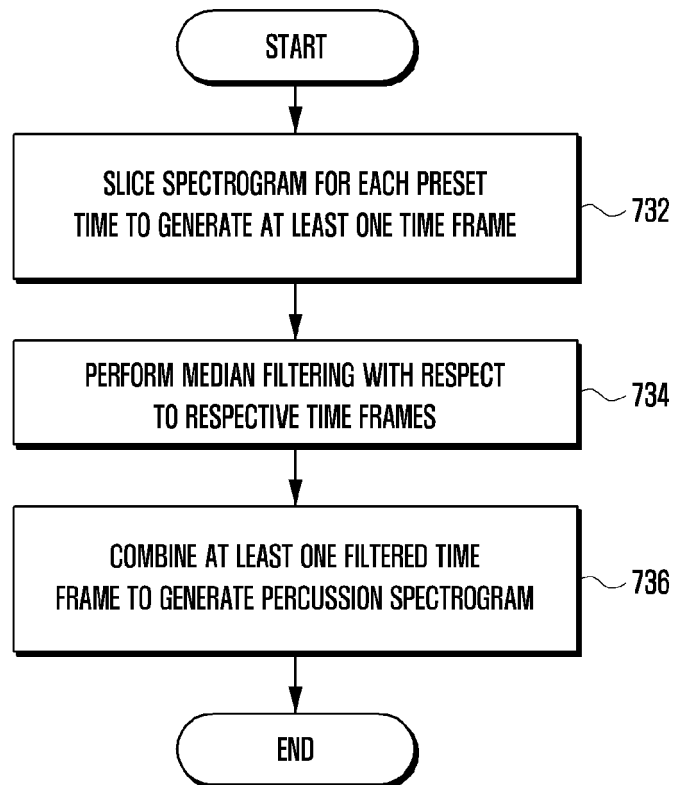 START
SLICE SPECTROGRAM FOR EACH PRESET
TIME TO GENERATE AT LEAST ONE TIME FRAME
732
PERFORM MEDIAN FILTERING WITH RESPECT
TO RESPECTIVE TIME FRAMES
734
COMBINE AT LEAST ONE FILTERED TIME
FRAME TO GENERATE PERCUSSION SPECTROGRAM
736
END